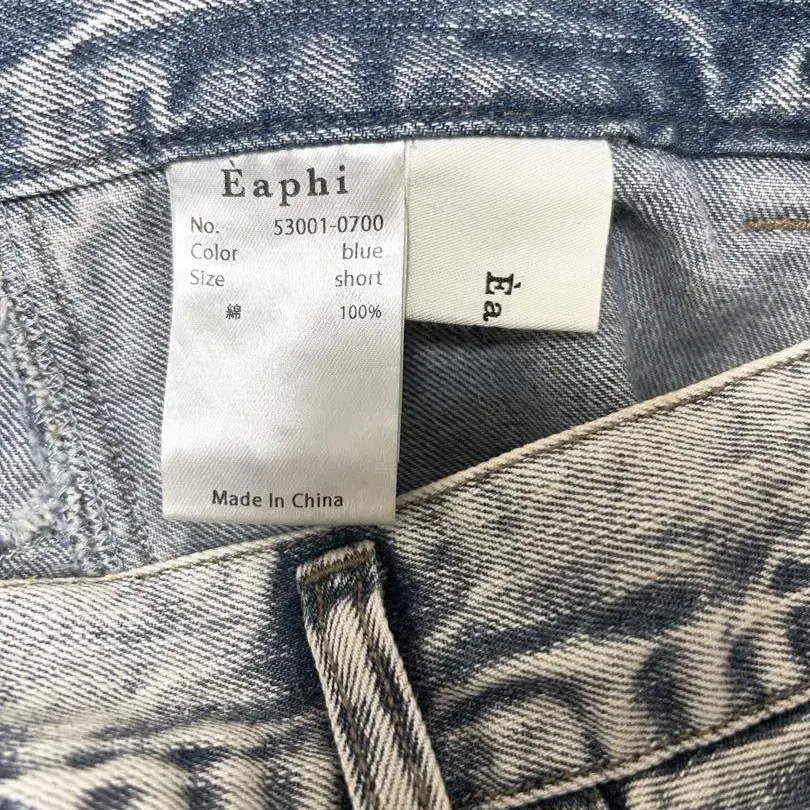 Èaphi
No. 53001-0700
Color blue
Size short
綿 100%
Made In China
Èa